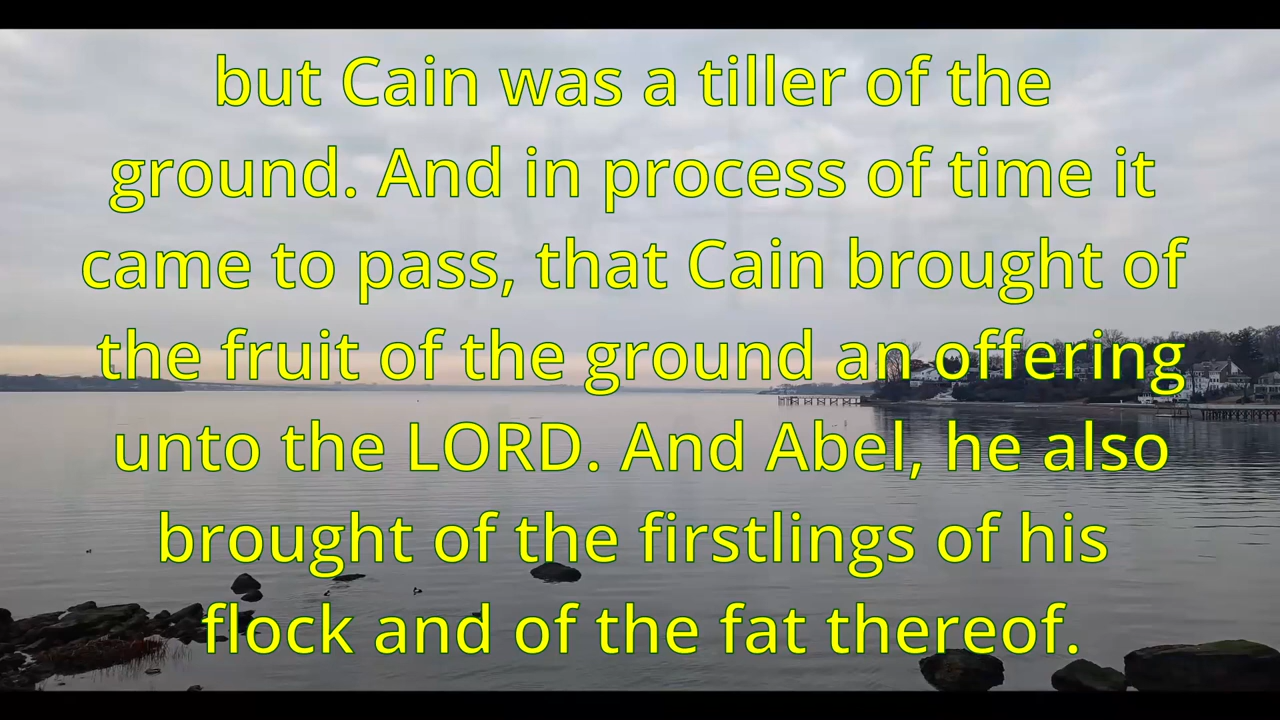 but Cain was a tiller of the
ground. And in process of time it
came to pass, that Cain brought of
the fruit of the ground an offering
unto the LORD. And Abel, he also
brought of the firstlings of his
flock and of the fat thereof.